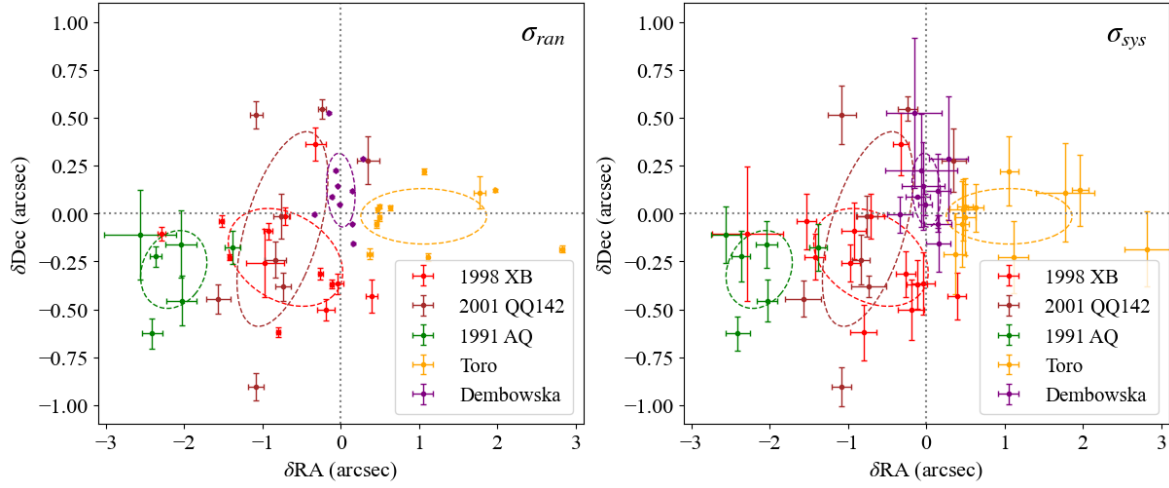 σran
1.00
0.75
0.50
0.25
0.00
−0.25
−0.50
−0.75
−1.00
δDec (arcsec)
1998 XB
2001 QQ142
1991 AQ
Toro
Dembowska
−3 −2 −1 0 1 2 3
δRA (arcsec)
σsys
1.00
0.75
0.50
0.25
0.00
−0.25
−0.50
−0.75
−1.00
δDec (arcsec)
1998 XB
2001 QQ142
1991 AQ
Toro
Dembowska
−3 −2 −1 0 1 2 3
δRA (arcsec)